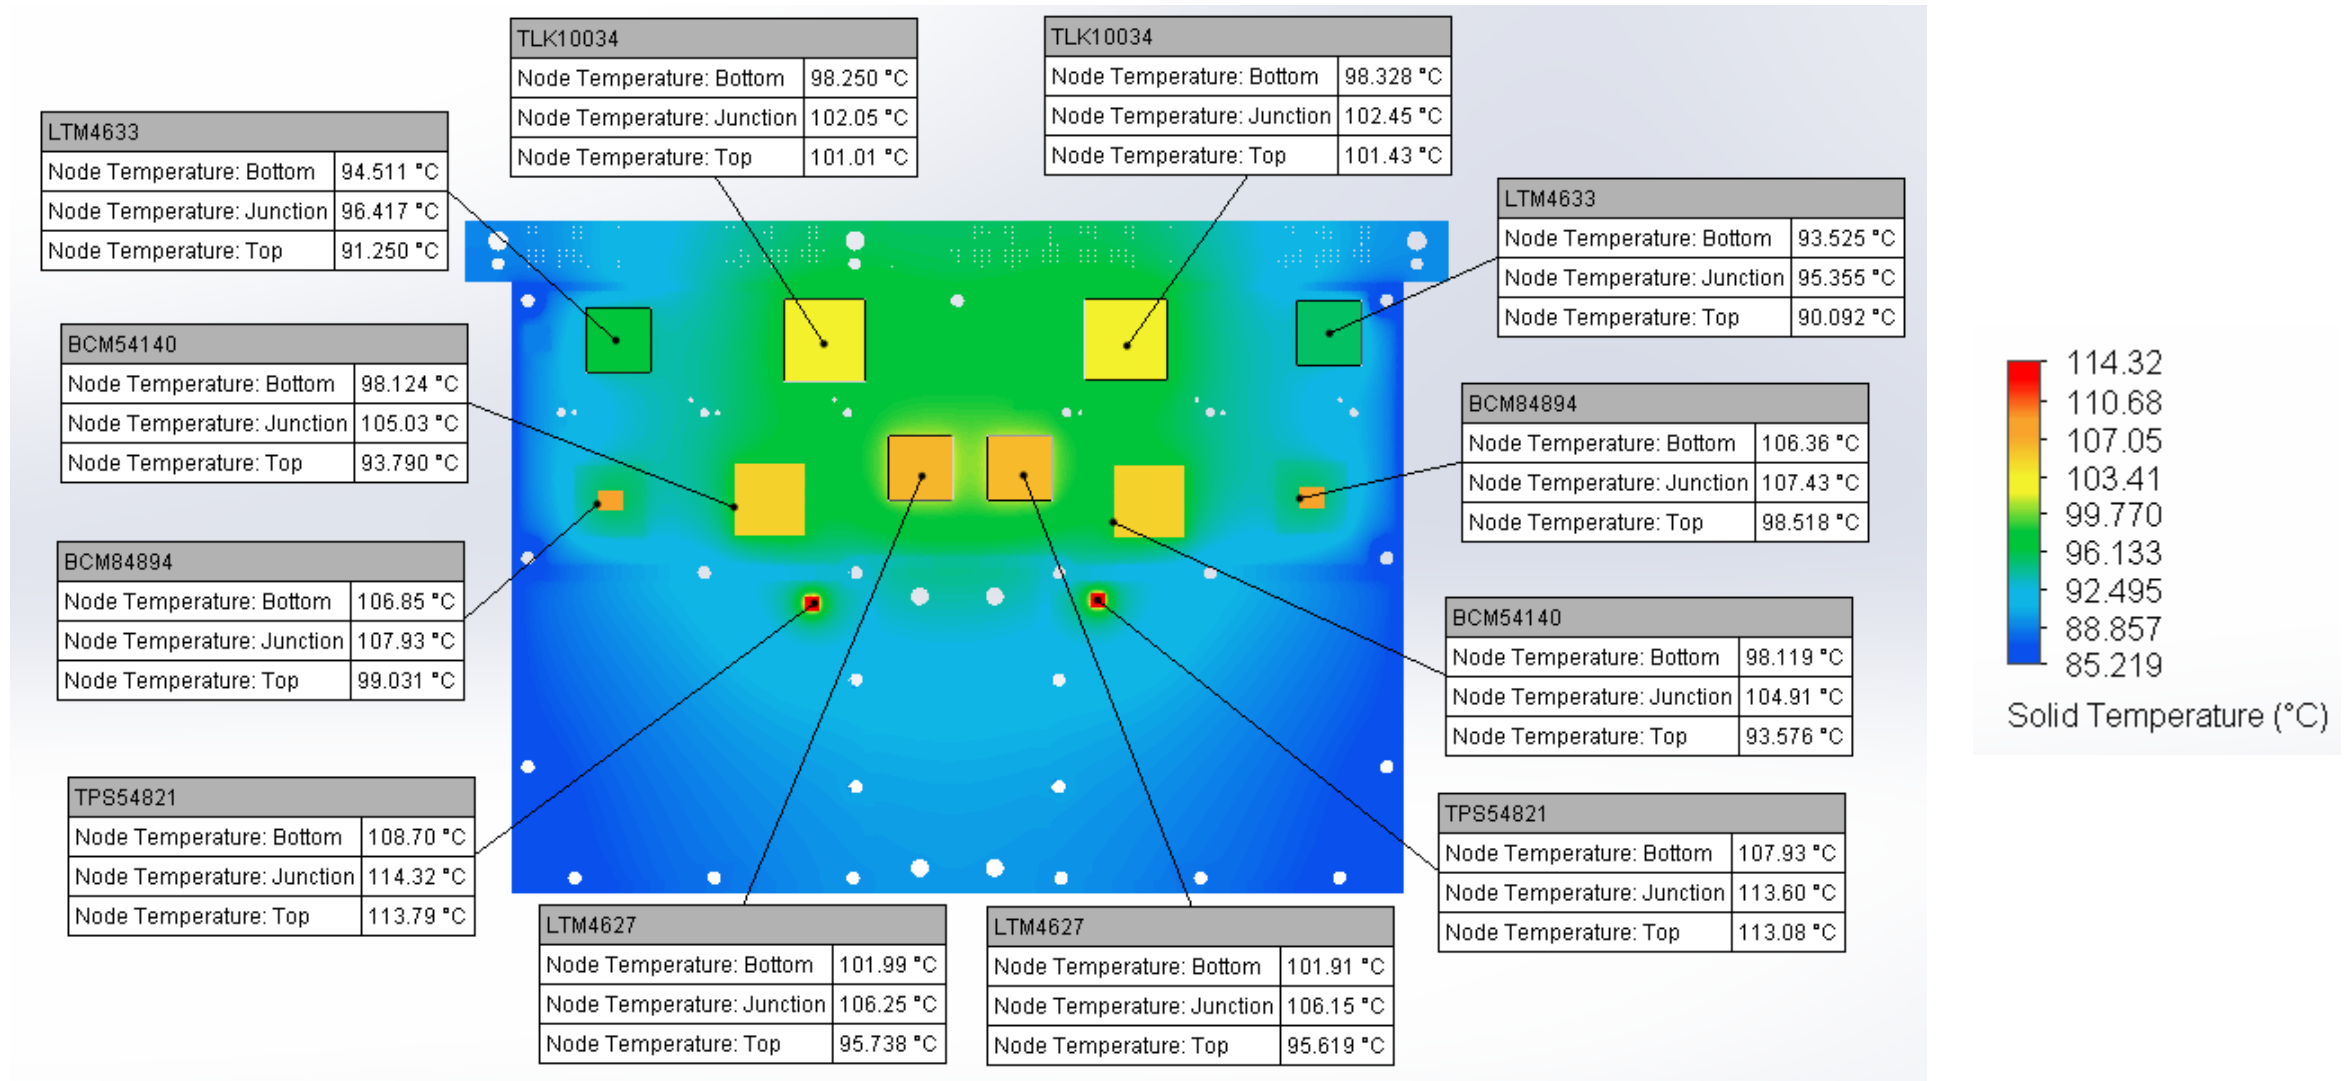 TLK10034
Node Temperature: Bottom 98.250 °C
Node Temperature: Junction 102.05 °C
Node Temperature: Top 101.01 °C
TLK10034
Node Temperature: Bottom 98.328 °C
Node Temperature: Junction 102.45 °C
Node Temperature: Top 101.43 °C
LTM4633
Node Temperature: Bottom 94.511 °C
Node Temperature: Junction 96.417 °C
Node Temperature: Top 91.250 °C
LTM4633
Node Temperature: Bottom 93.525 °C
Node Temperature: Junction 95.355 °C
Node Temperature: Top 90.092 °C
BCM54140
Node Temperature: Bottom 98.124 °C
Node Temperature: Junction 105.03 °C
Node Temperature: Top 93.790 °C
BCM84894
Node Temperature: Bottom 106.36 °C
Node Temperature: Junction 107.43 °C
Node Temperature: Top 98.518 °C
BCM84894
Node Temperature: Bottom 106.85 °C
Node Temperature: Junction 107.93 °C
Node Temperature: Top 99.031 °C
BCM54140
Node Temperature: Bottom 98.119 °C
Node Temperature: Junction 104.91 °C
Node Temperature: Top 93.576 °C
TPS54821
Node Temperature: Bottom 108.70 °C
Node Temperature: Junction 114.32 °C
Node Temperature: Top 113.79 °C
TPS54821
Node Temperature: Bottom 107.93 °C
Node Temperature: Junction 113.60 °C
Node Temperature: Top 113.08 °C
LTM4627
Node Temperature: Bottom 101.99 °C
Node Temperature: Junction 106.25 °C
Node Temperature: Top 95.738 °C
LTM4627
Node Temperature: Bottom 101.91 °C
Node Temperature: Junction 106.15 °C
Node Temperature: Top 95.619 °C
114.32
110.68
107.05
103.41
99.770
96.133
92.495
88.857
85.219
Solid Temperature (°C)